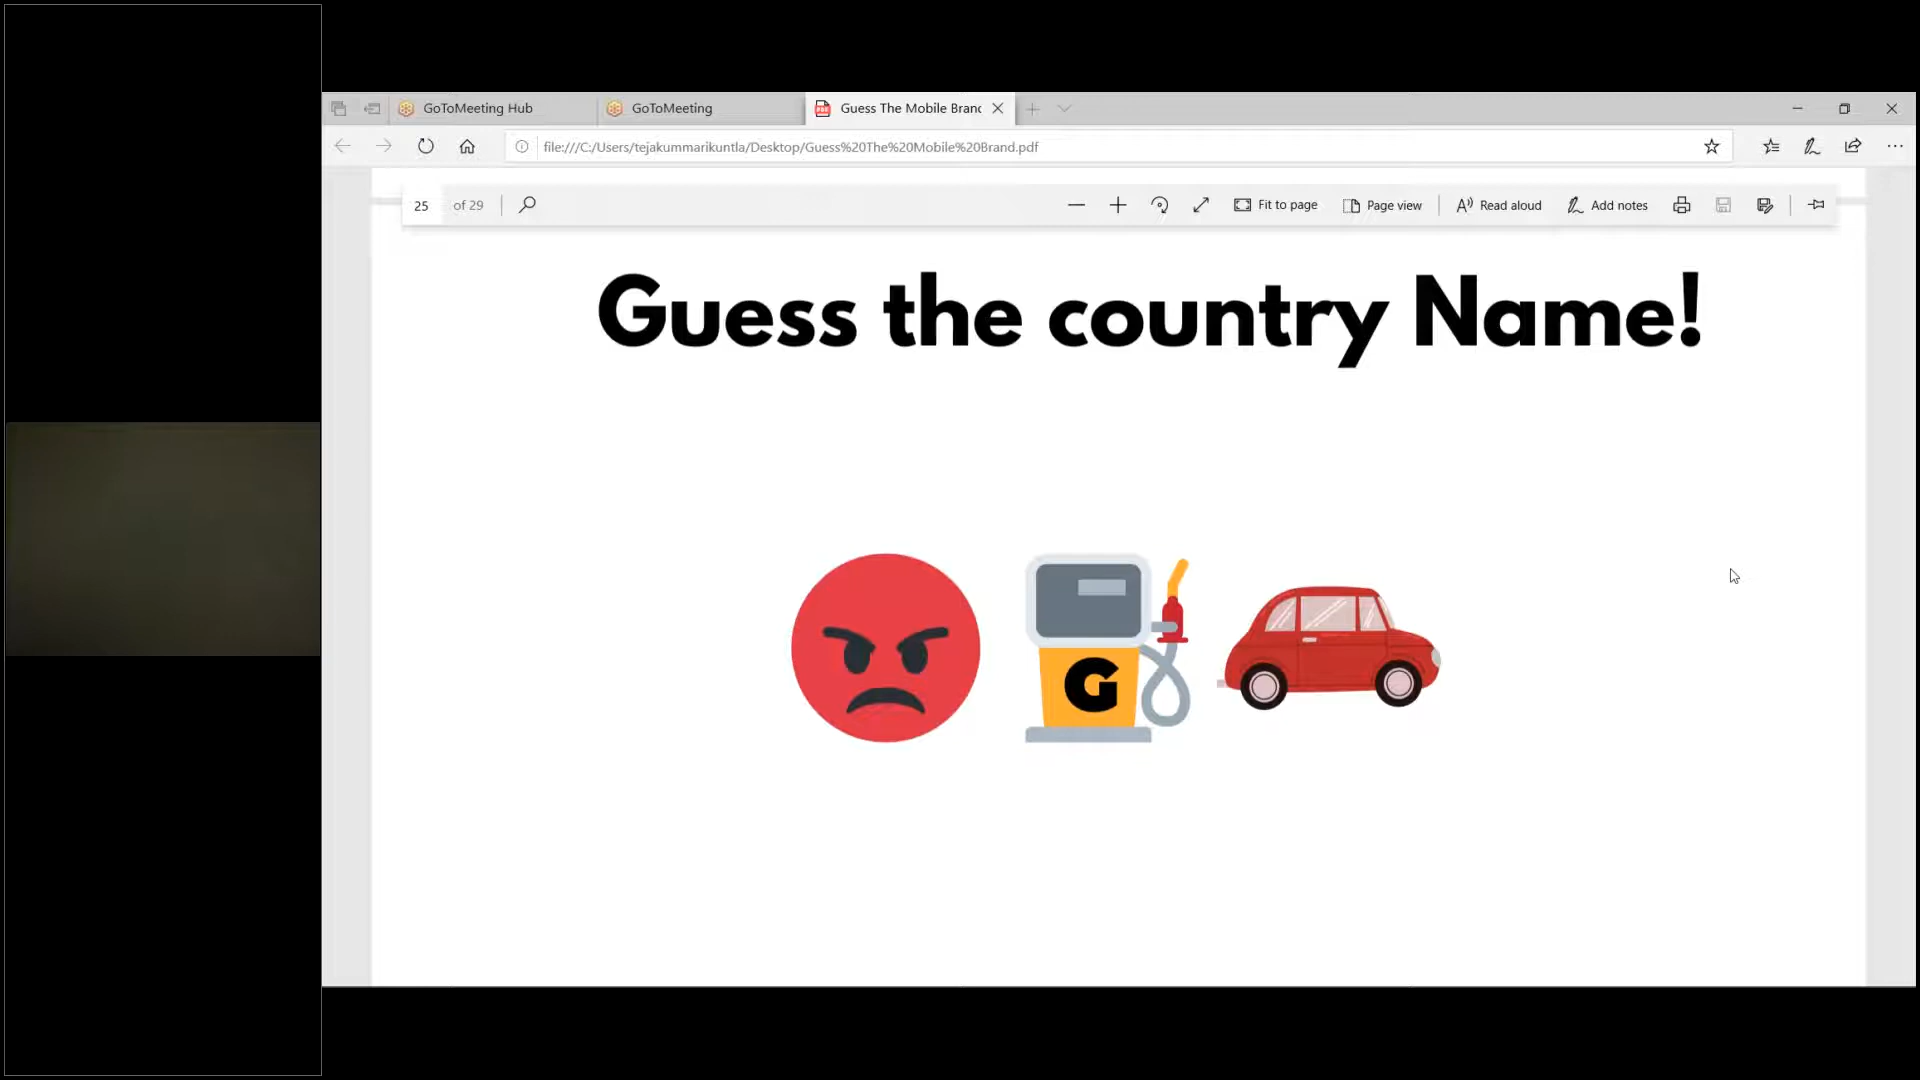 GoToMeeting Hub
GoToMeeting
Guess The Mobile Branc
file:///C:/Users/tejakummarikuntla/Desktop/Guess%20The%20Mobile%20Brand.pdf
25 of 29
Fit to page
Page view
Read aloud
Add notes
Guess the country Name!
G